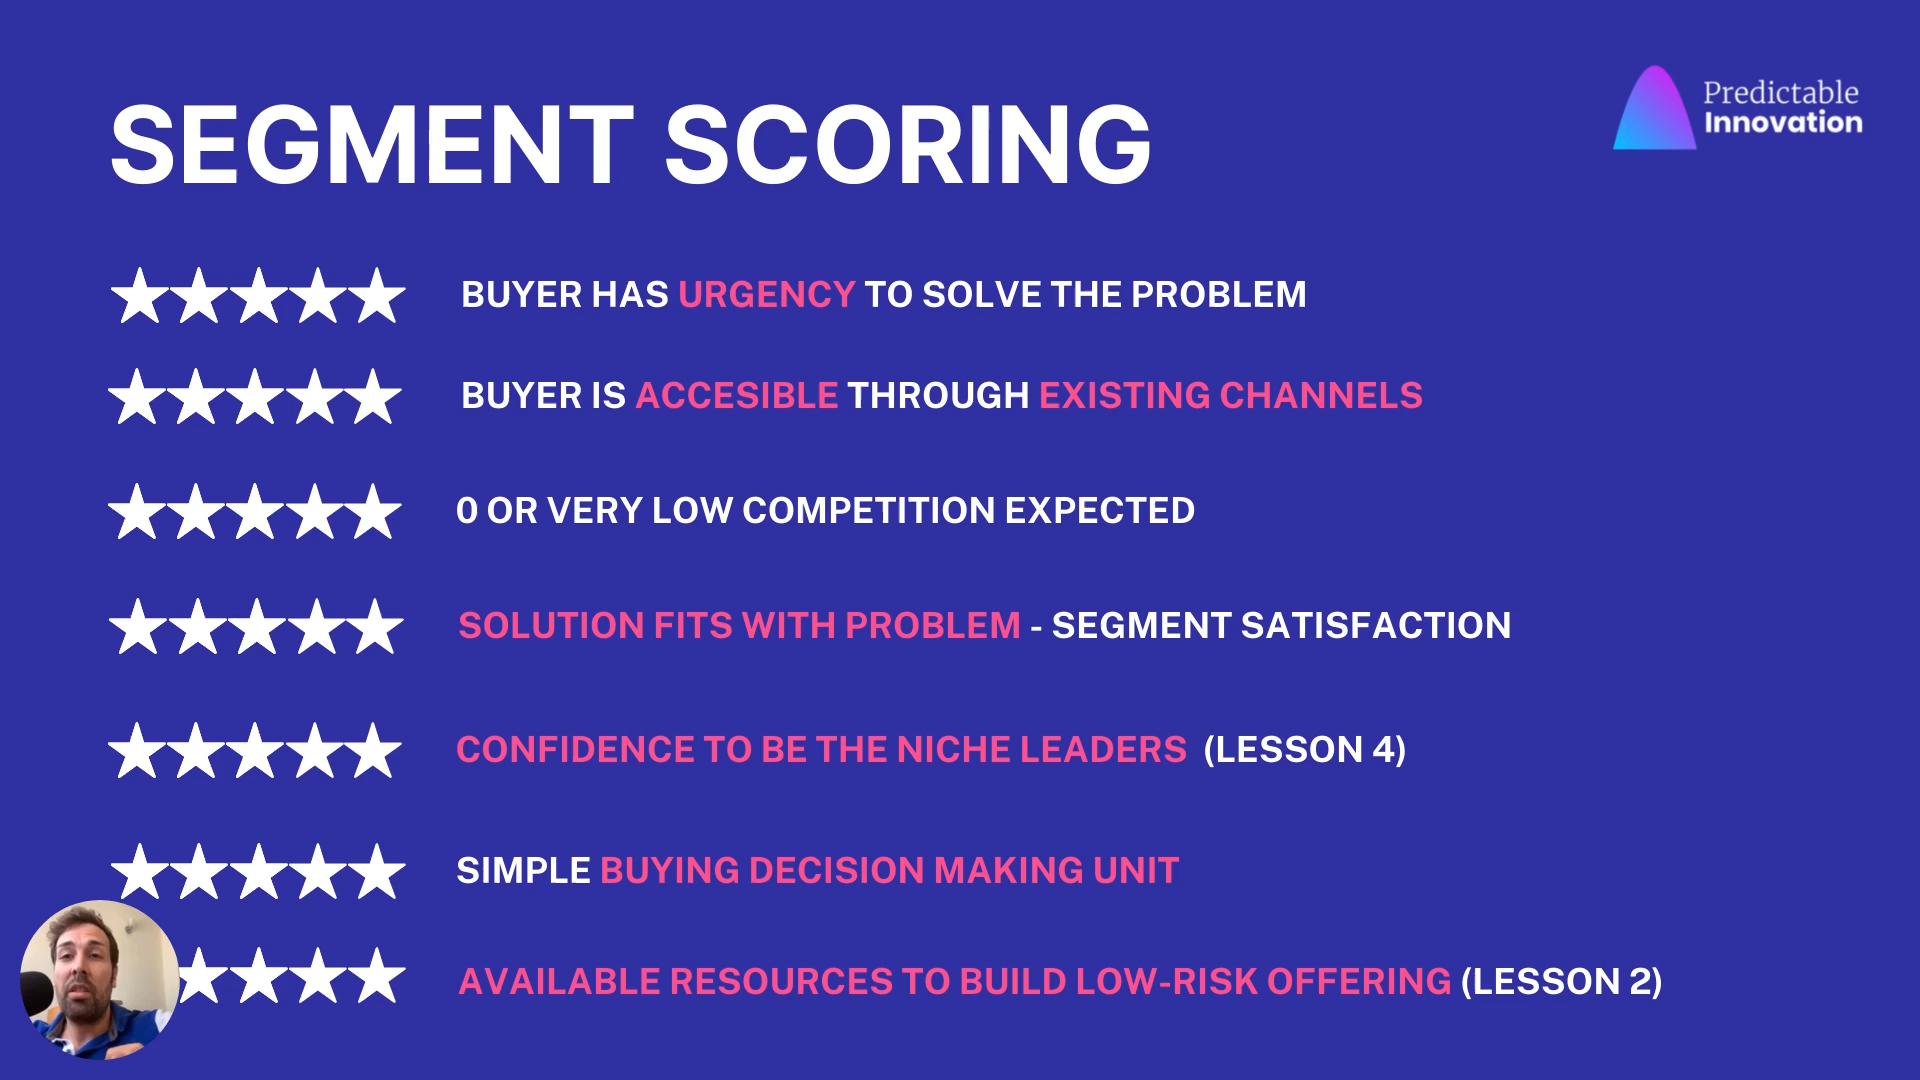 SEGMENT SCORING
Predictable
Innovation
BUYER HAS URGENCY TO SOLVE THE PROBLEM
BUYER IS ACCESIBLE THROUGH EXISTING CHANNELS
0 OR VERY LOW COMPETITION EXPECTED
SOLUTION FITS WITH PROBLEM - SEGMENT SATISFACTION
CONFIDENCE TO BE THE NICHE LEADERS (LESSON 4)
SIMPLE BUYING DECISION MAKING UNIT
AVAILABLE RESOURCES TO BUILD LOW-RISK OFFERING (LESSON 2)